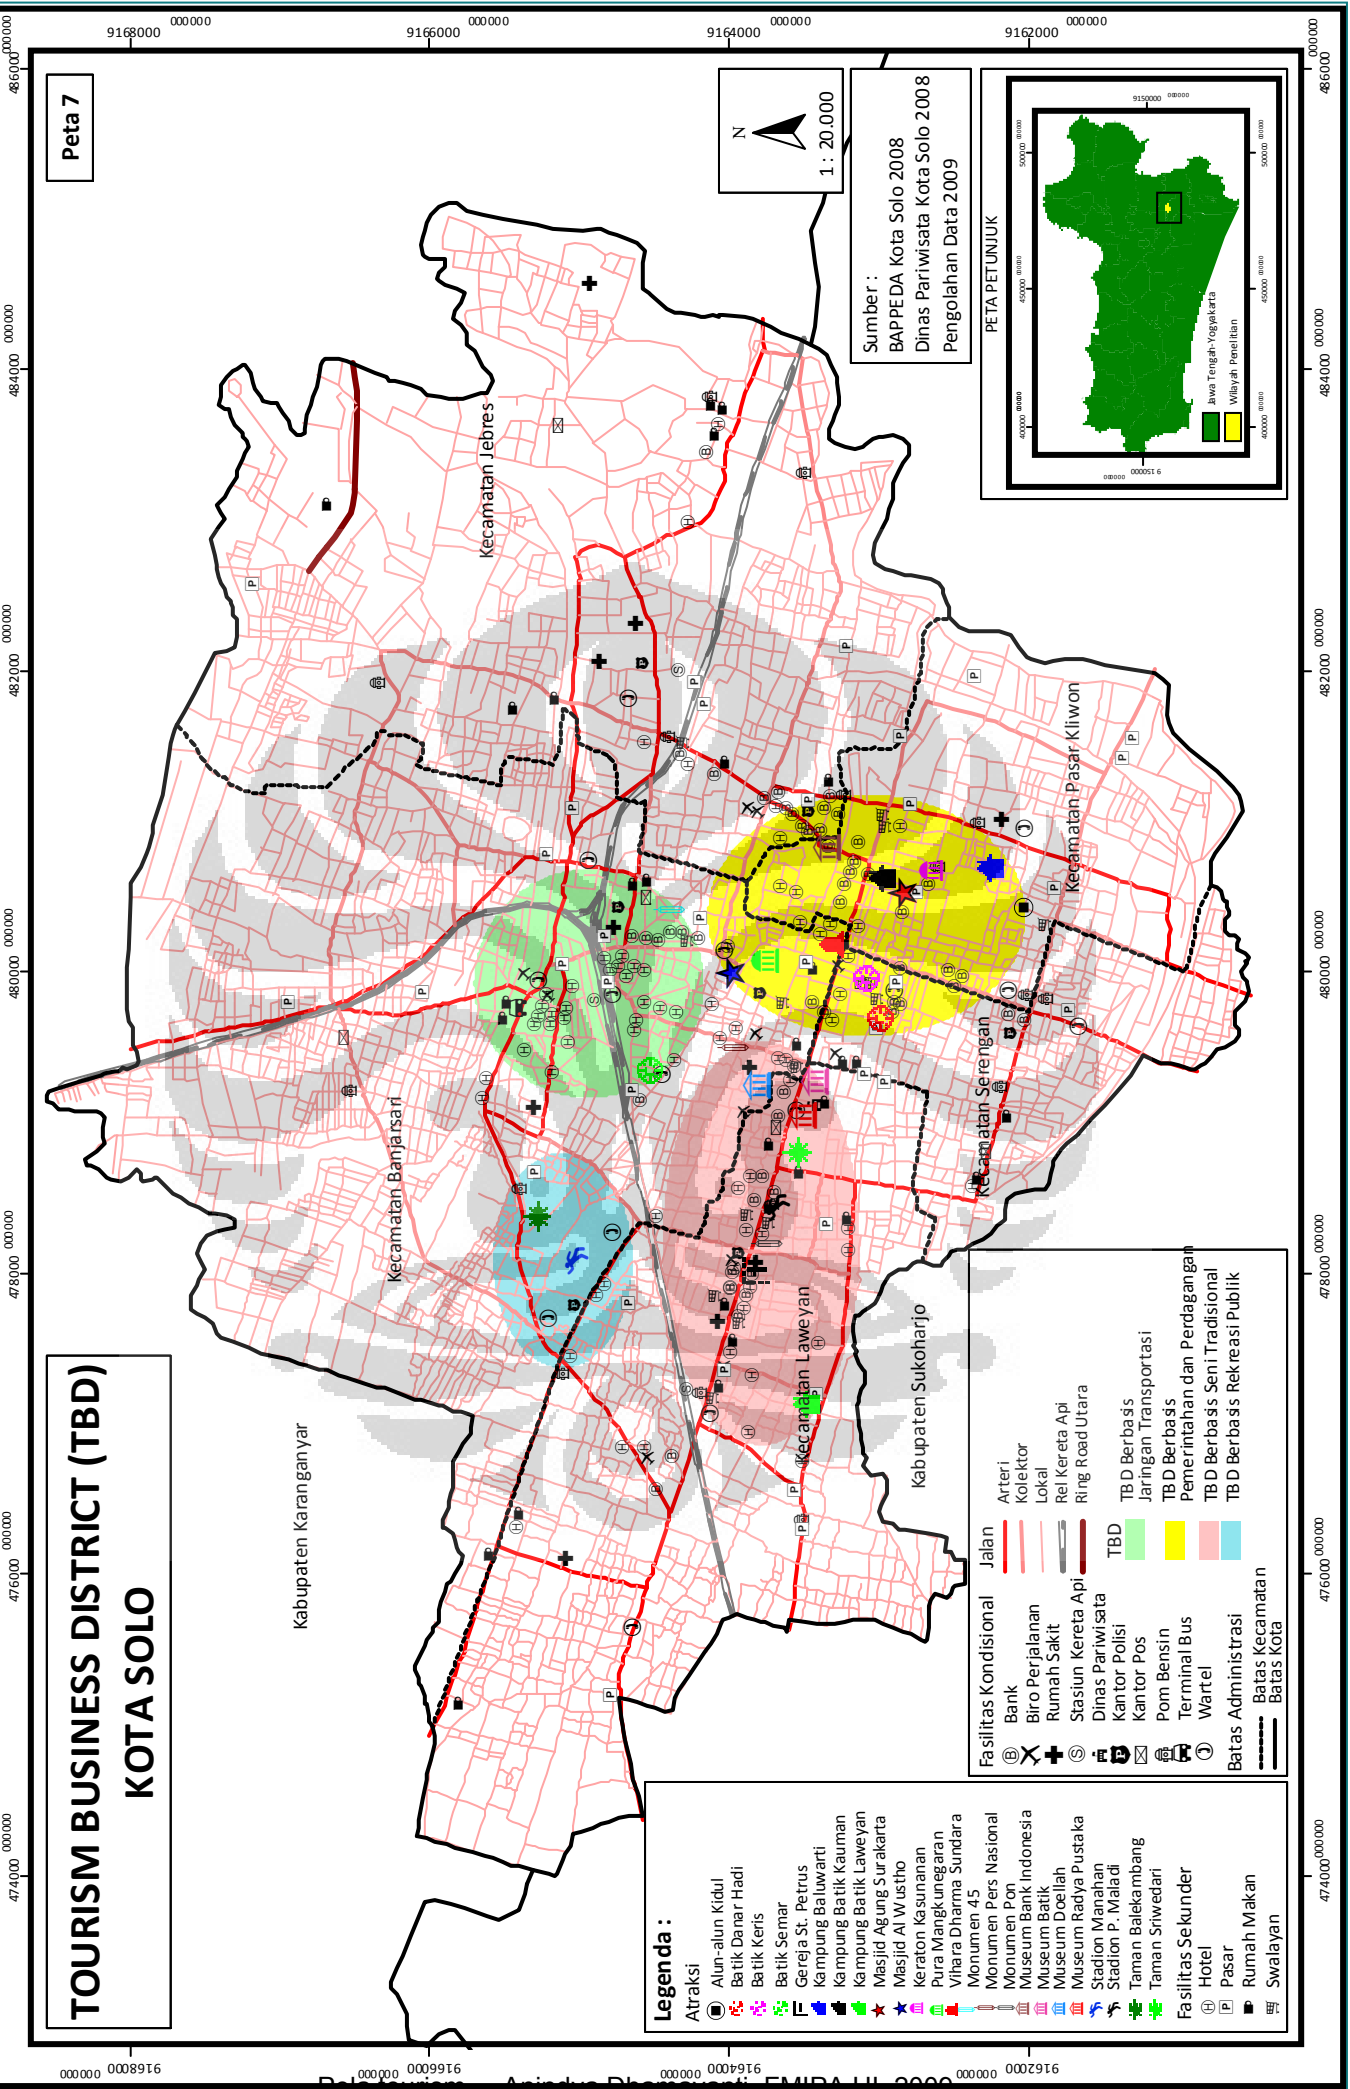 TOURISM BUSINESS DISTRICT (TBD)
KOTA SOLO
Peta 7
N
1 : 20.000
Sumber :
BAPPEDA Kota Solo 2008
Dinas Pariwisata Kota Solo 2008
Pengolahan Data 2009
PETA PETUNJUK
Jawa Tengah-Yogyakarta
Wilayah Penelitian
400000
450000
500000
9150000
Kabupaten Karanganyar
Kecamatan Banjarsari
Kecamatan Jebres
Kecamatan Laweyan
Kabupaten Sukoharjo
Kecamatan Serengan
Kecamatan Pasar Kliwon
Legenda :
Atraksi
Alun-alun Kidul
Batik Danar Hadi
Batik Keris
Batik Semar
Gereja St. Petrus
Kampung Baluwarti
Kampung Batik Kauman
Kampung Batik Laweyan
Masjid Agung Surakarta
Masjid Al Wustho
Keraton Kasunanan
Pura Mangkunegaran
Vihara Dharma Sundara
Monumen 45
Monumen Pers Nasional
Monumen Pon
Museum Bank Indonesia
Museum Batik
Museum Doellah
Museum Radya Pustaka
Stadion Manahan
Stadion P. Maladi
Taman Balekambang
Taman Sriwedari
Fasilitas Sekunder
Hotel
Pasar
Rumah Makan
Swalayan
Fasilitas Kondisional
Bank
Biro Perjalanan
Rumah Sakit
Stasiun Kereta Api
Dinas Pariwisata
Kantor Polisi
Kantor Pos
Pom Bensin
Terminal Bus
Wartel
Batas Administrasi
Batas Kecamatan
Batas Kota
Jalan
Arteri
Kolektor
Lokal
Rel Kereta Api
Ring Road Utara
TBD
TBD Berbasis
Jaringan Transportasi
TBD Berbasis
Pemerintahan dan Perdagangan
TBD Berbasis Seni Tradisional
TBD Berbasis Rekreasi Publik
474000
476000
478000
480000
482000
484000
486000
9168000
9166000
9164000
9162000